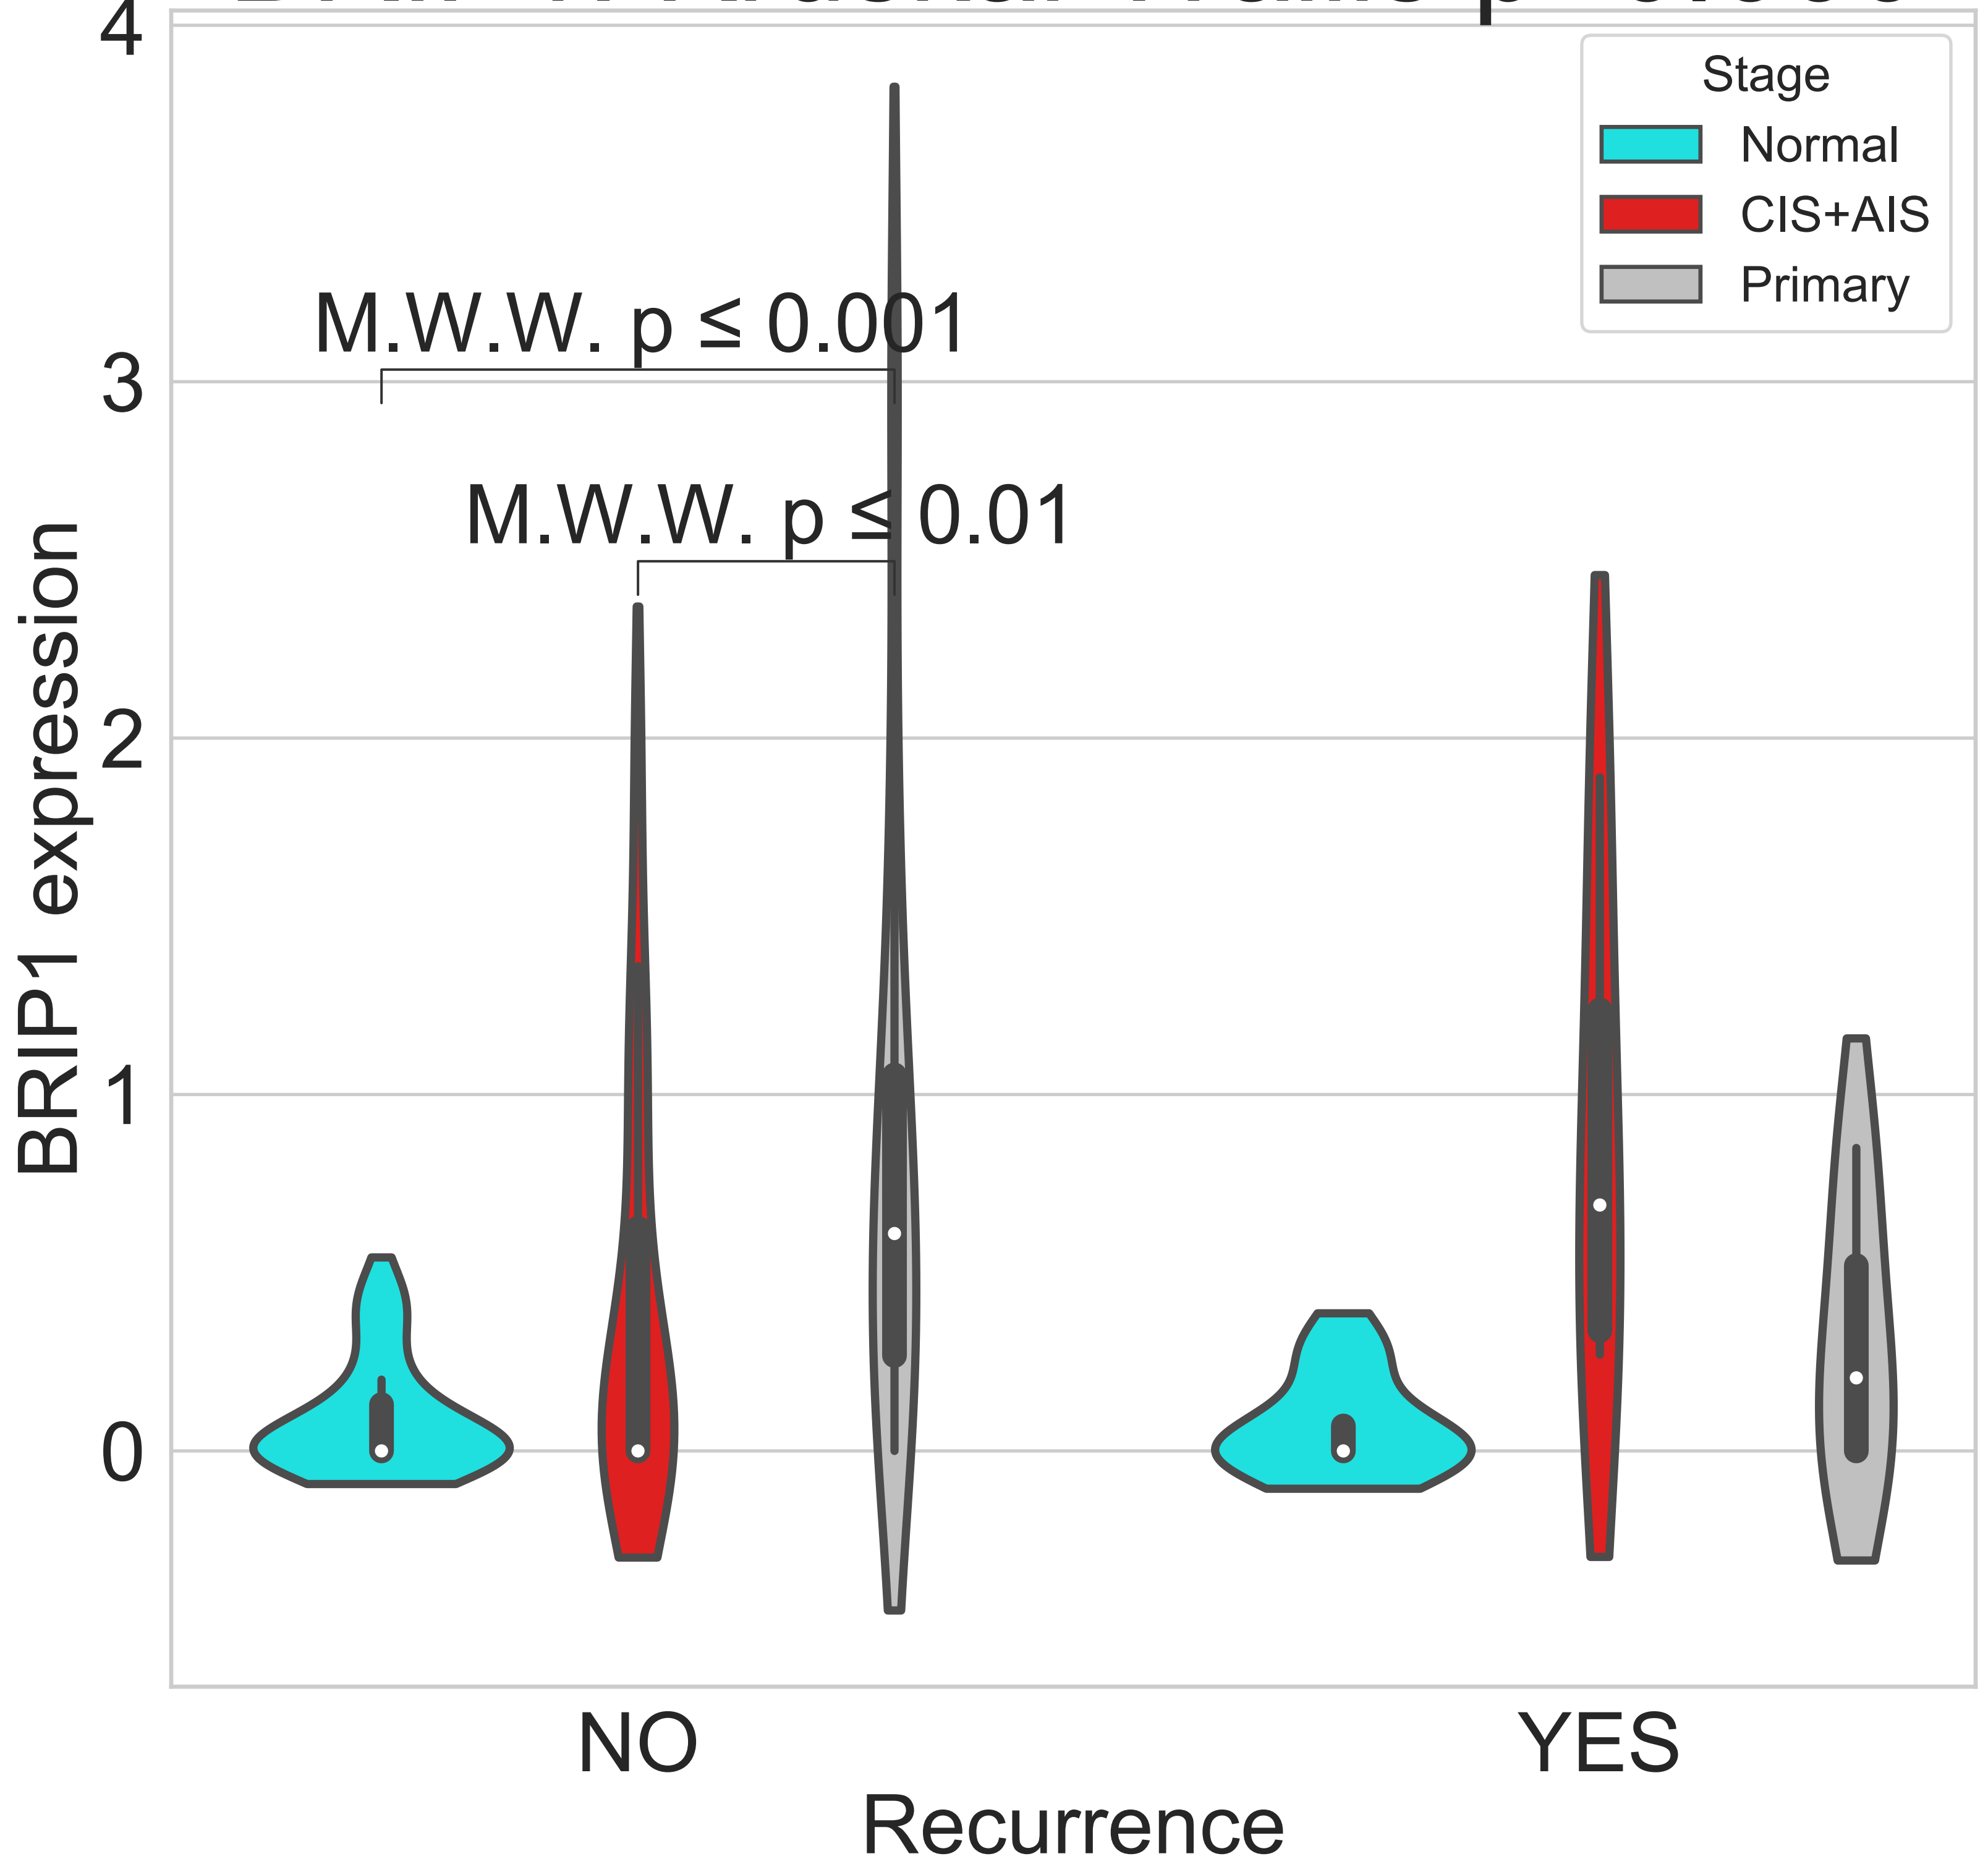 4
3
2
1
0
BRIP1 expression
Stage
Normal
CIS+AIS
Primary
M.W.W. p ≤ 0.001
M.W.W. p ≤ 0.01
NO
YES
Recurrence